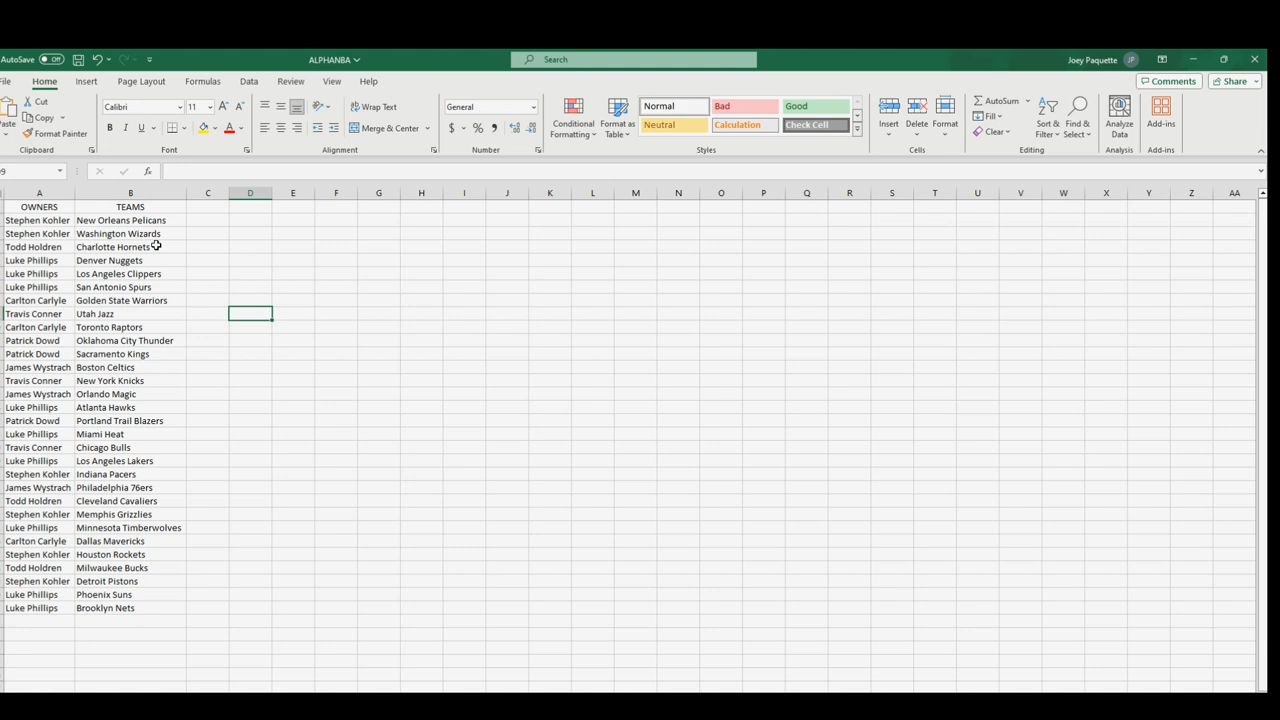 AutoSave Off ALPHANBA Search Joey Paquette JP
File Home Insert Page Layout Formulas Data Review View Help Comments Share
Cut Calibri 11 Wrap Text General Normal Bad Good AutoSum
Copy Fill
Paste Format Painter B I U Merge & Center $ % Conditional Formatting Format as Table Neutral Calculation Check Cell Insert Delete Format Clear Sort & Filter Find & Select Analyze Data Add-ins
Clipboard Font Alignment Number Styles Cells Editing Analysis Add-ins
fx
A B C D E F G H I J K L M N O P Q R S T U V W X Y Z AA
OWNERS TEAMS
Stephen Kohler New Orleans Pelicans
Stephen Kohler Washington Wizards
Todd Holdren Charlotte Hornets
Luke Phillips Denver Nuggets
Luke Phillips Los Angeles Clippers
Luke Phillips San Antonio Spurs
Carlton Carlyle Golden State Warriors
Travis Conner Utah Jazz
Carlton Carlyle Toronto Raptors
Patrick Dowd Oklahoma City Thunder
Patrick Dowd Sacramento Kings
James Wystrach Boston Celtics
Travis Conner New York Knicks
James Wystrach Orlando Magic
Luke Phillips Atlanta Hawks
Patrick Dowd Portland Trail Blazers
Luke Phillips Miami Heat
Travis Conner Chicago Bulls
Luke Phillips Los Angeles Lakers
Stephen Kohler Indiana Pacers
James Wystrach Philadelphia 76ers
Todd Holdren Cleveland Cavaliers
Stephen Kohler Memphis Grizzlies
Luke Phillips Minnesota Timberwolves
Carlton Carlyle Dallas Mavericks
Stephen Kohler Houston Rockets
Todd Holdren Milwaukee Bucks
Stephen Kohler Detroit Pistons
Luke Phillips Phoenix Suns
Luke Phillips Brooklyn Nets